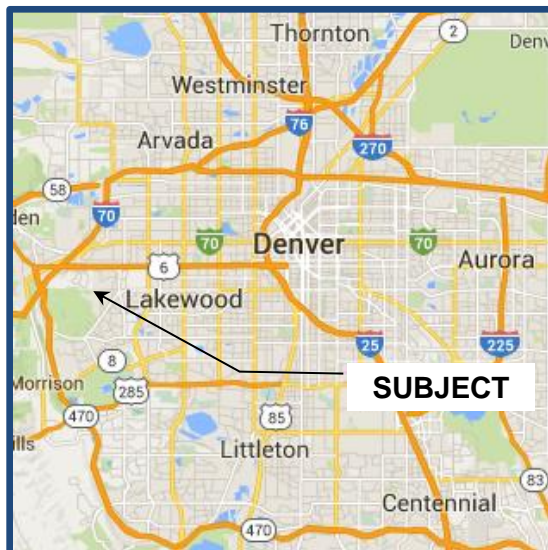 Thornton
2
Denv
Westminster
76
Arvada
270
58
den
70
70
Denver
70
6
Aurora
Lakewood
25
225
8
SUBJECT
Morrison
285
470
85
ills
Littleton
83
Centennial
470